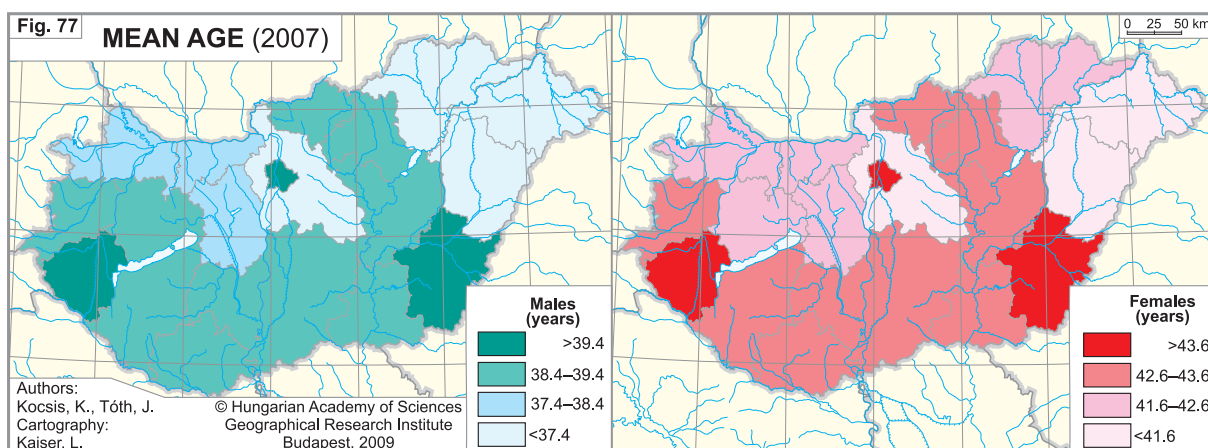 Fig. 77
MEAN AGE (2007)
0 25 50 km
Males
(years)
>39.4
38.4–39.4
37.4–38.4
<37.4
Authors:
Kocsis, K., Tóth, J.
Cartography:
Kaiser, L.
© Hungarian Academy of Sciences
Geographical Research Institute
Budapest, 2009
Females
(years)
>43.6
42.6–43.6
41.6–42.6
<41.6